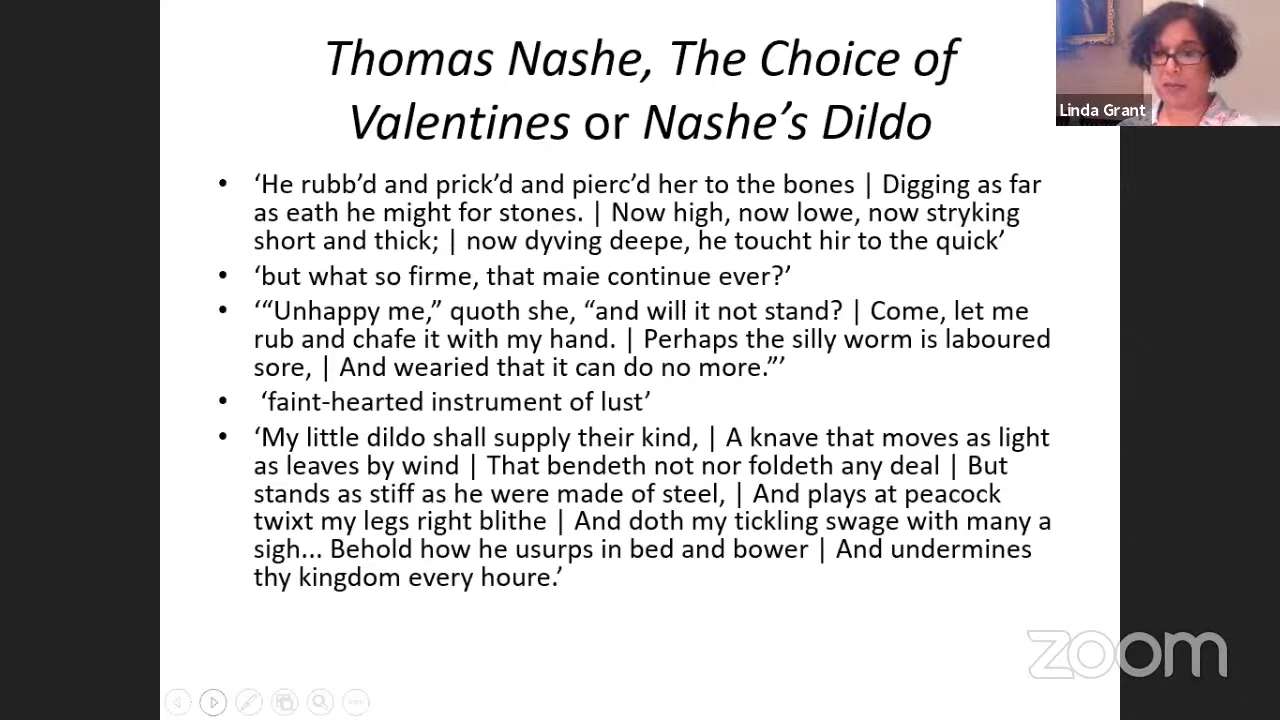 Thomas Nashe, The Choice of
Valentines or Nashe’s Dildo
Linda Grant
• ‘He rubb’d and prick’d and pierc’d her to the bones | Digging as far
as eath he might for stones. | Now high, now lowe, now stryking
short and thick; | now dyving deepe, he toucht hir to the quick’
• ‘but what so firme, that maie continue ever?’
• ‘“Unhappy me,” quoth she, “and will it not stand? | Come, let me
rub and chafe it with my hand. | Perhaps the silly worm is laboured
sore, | And wearied that it can do no more.”’
• ‘faint-hearted instrument of lust’
• ‘My little dildo shall supply their kind, | A knave that moves as light
as leaves by wind | That bendeth not nor foldeth any deal | But
stands as stiff as he were made of steel, | And plays at peacock
twixt my legs right blithe | And doth my tickling swage with many a
sigh... Behold how he usurps in bed and bower | And undermines
thy kingdom every houre.’
zoom